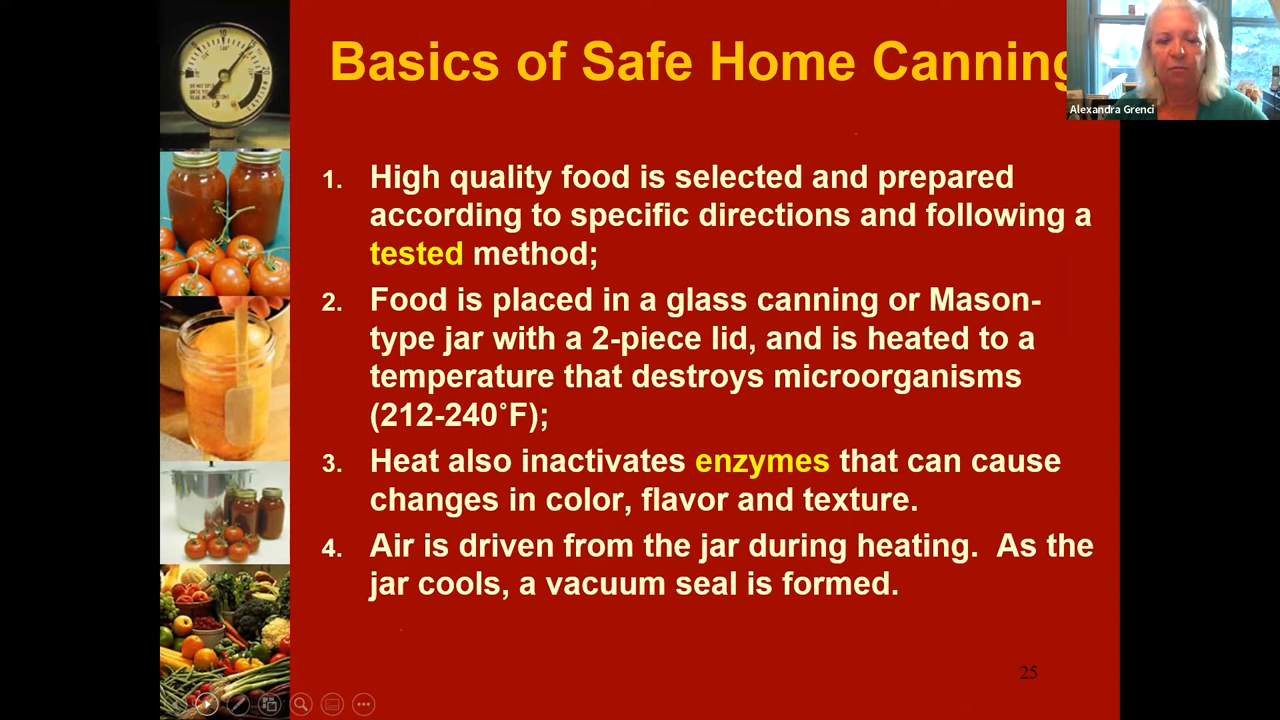 Basics of Safe Home Canning
Alexandra Grenci
1. High quality food is selected and prepared
according to specific directions and following a
tested method;
2. Food is placed in a glass canning or Mason-
type jar with a 2-piece lid, and is heated to a
temperature that destroys microorganisms
(212-240˚F);
3. Heat also inactivates enzymes that can cause
changes in color, flavor and texture.
4. Air is driven from the jar during heating.  As the
jar cools, a vacuum seal is formed.
25